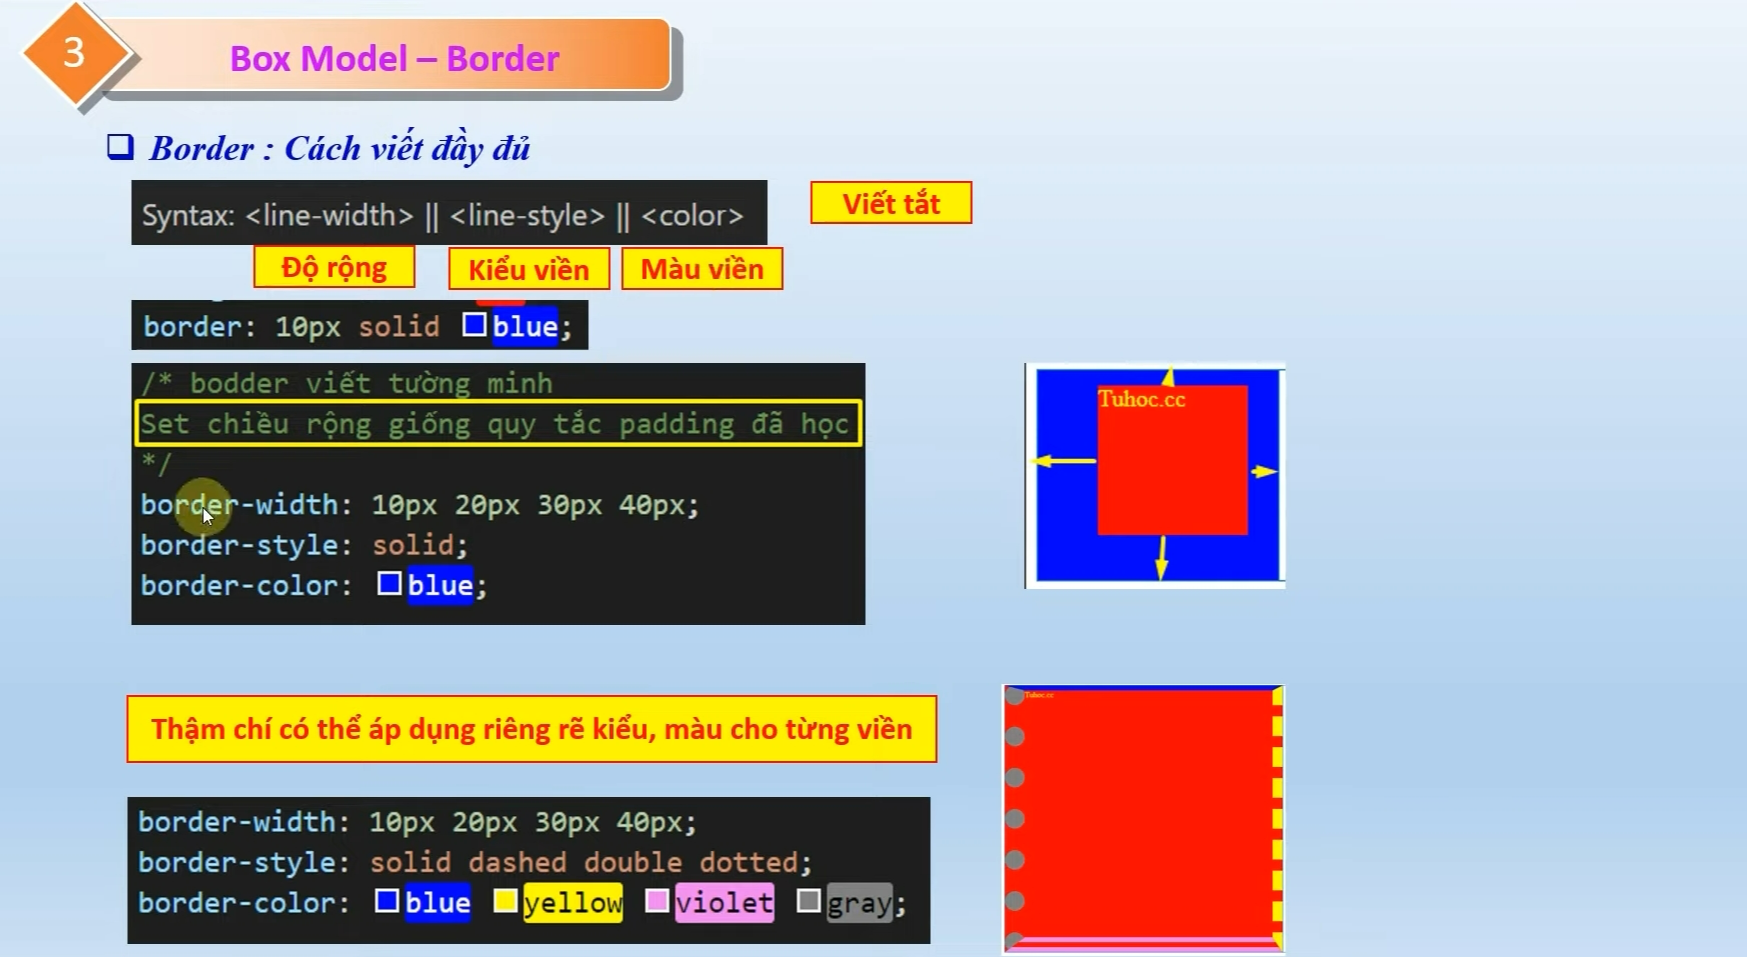 3
Box Model – Border
Border : Cách viết đầy đủ
Syntax: <line-width> || <line-style> || <color>
Viết tắt
Độ rộng
Kiểu viền
Màu viền
border: 10px solid blue;
/* bodder viết tường minh
Set chiều rộng giống quy tắc padding đã học
*/
border-width: 10px 20px 30px 40px;
border-style: solid;
border-color: blue;
Tuhoc.cc
Thậm chí có thể áp dụng riêng rẽ kiểu, màu cho từng viền
Tuhoc.cc
border-width: 10px 20px 30px 40px;
border-style: solid dashed double dotted;
border-color: blue yellow violet gray;